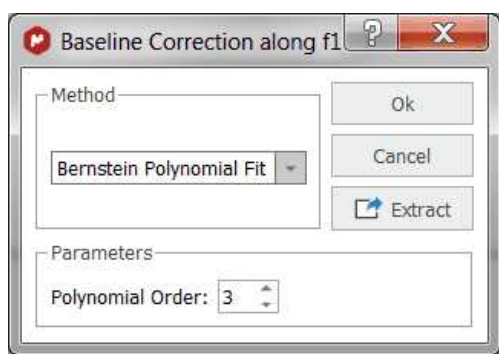 Baseline Correction along f1
?
X
Method
Bernstein Polynomial Fit
Ok
Cancel
Extract
Parameters
Polynomial Order: 3